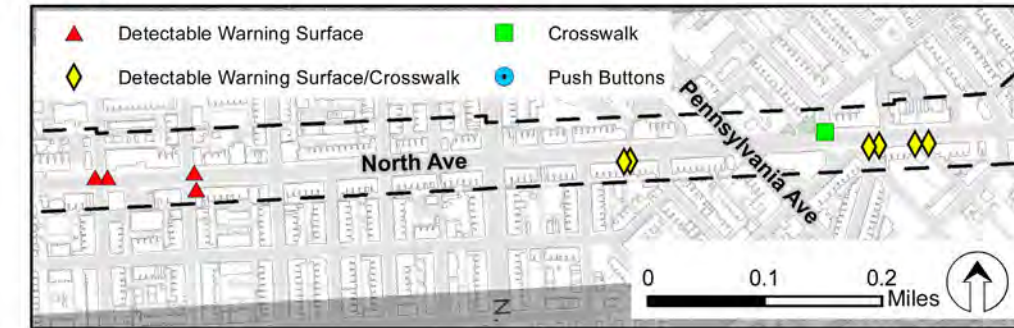 Detectable Warning Surface
Crosswalk
Detectable Warning Surface/Crosswalk
Push Buttons
Pennsylvania Ave
North Ave
0 0.1 0.2
Miles
N